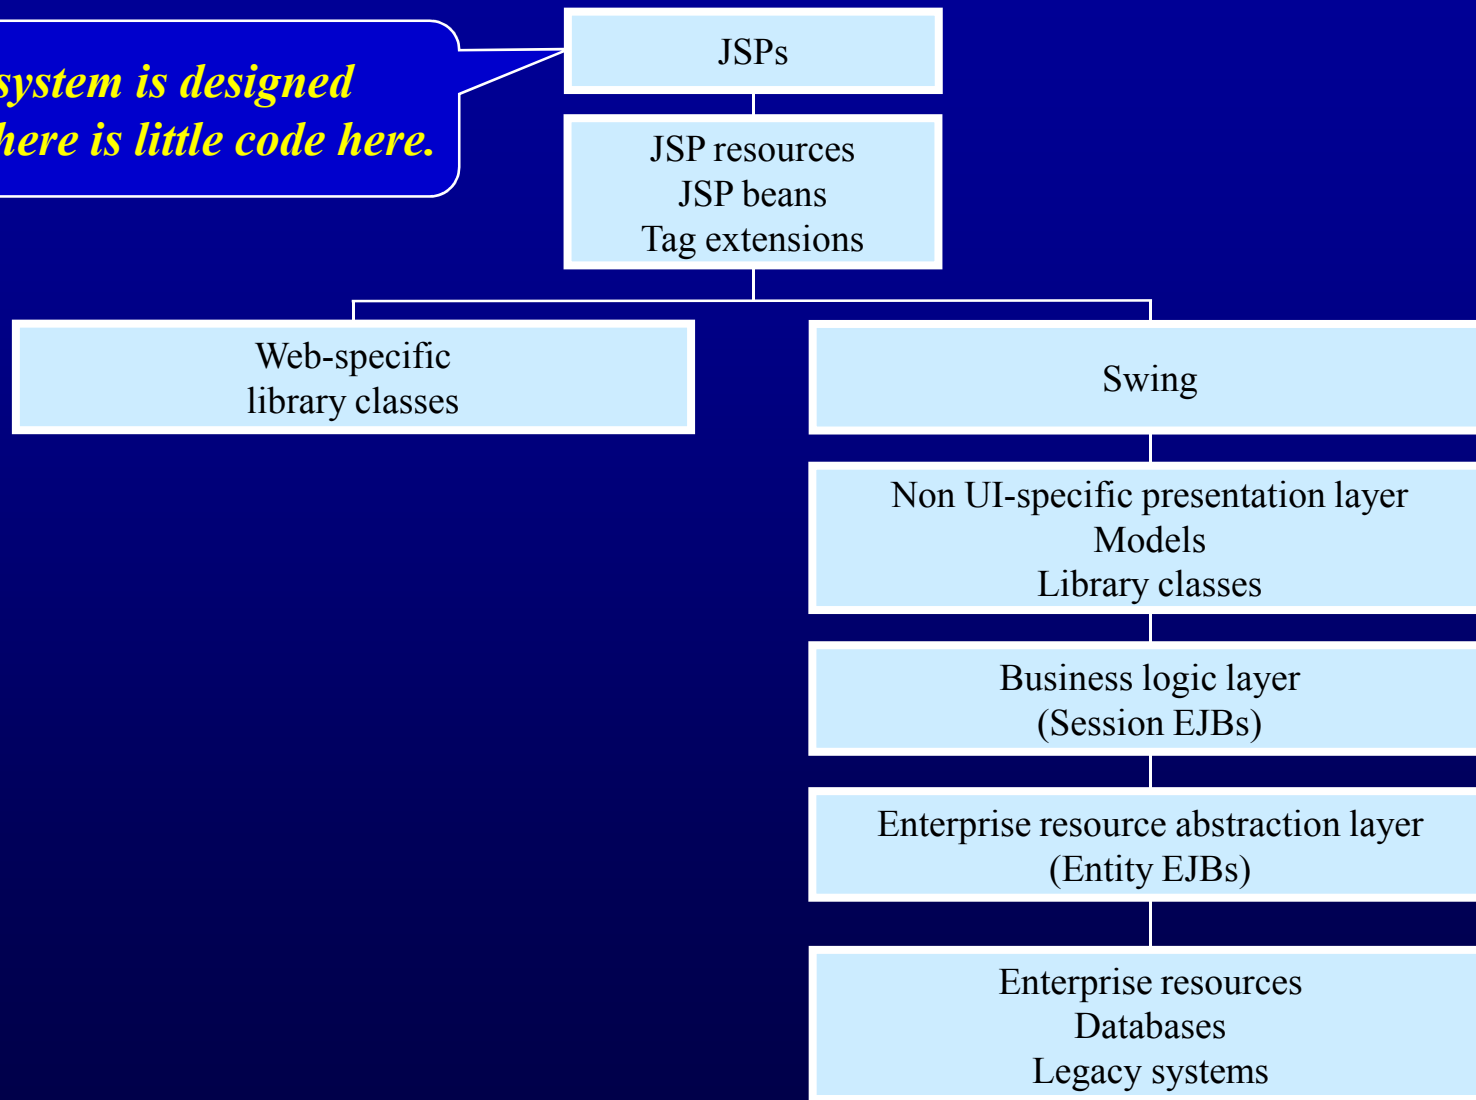 system is designed
here is little code here.
JSPs
JSP resources
JSP beans
Tag extensions
Web-specific
library classes
Swing
Non UI-specific presentation layer
Models
Library classes
Business logic layer
(Session EJBs)
Enterprise resource abstraction layer
(Entity EJBs)
Enterprise resources
Databases
Legacy systems